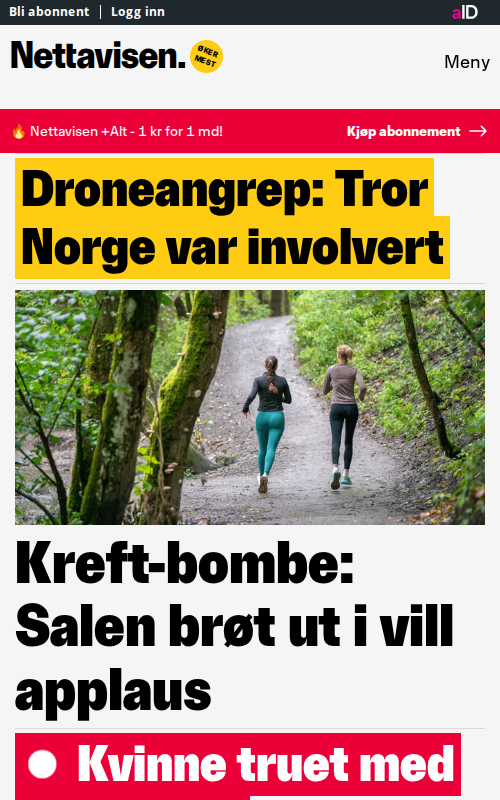 Bli abonnent | Logg inn
aID
Nettavisen.
ØKER
MEST
Meny
🔥 Nettavisen +Alt - 1 kr for 1 md!
Kjøp abonnement →
Droneangrep: Tror
Norge var involvert
Kreft-bombe:
Salen brøt ut i vill
applaus
Kvinne truet med